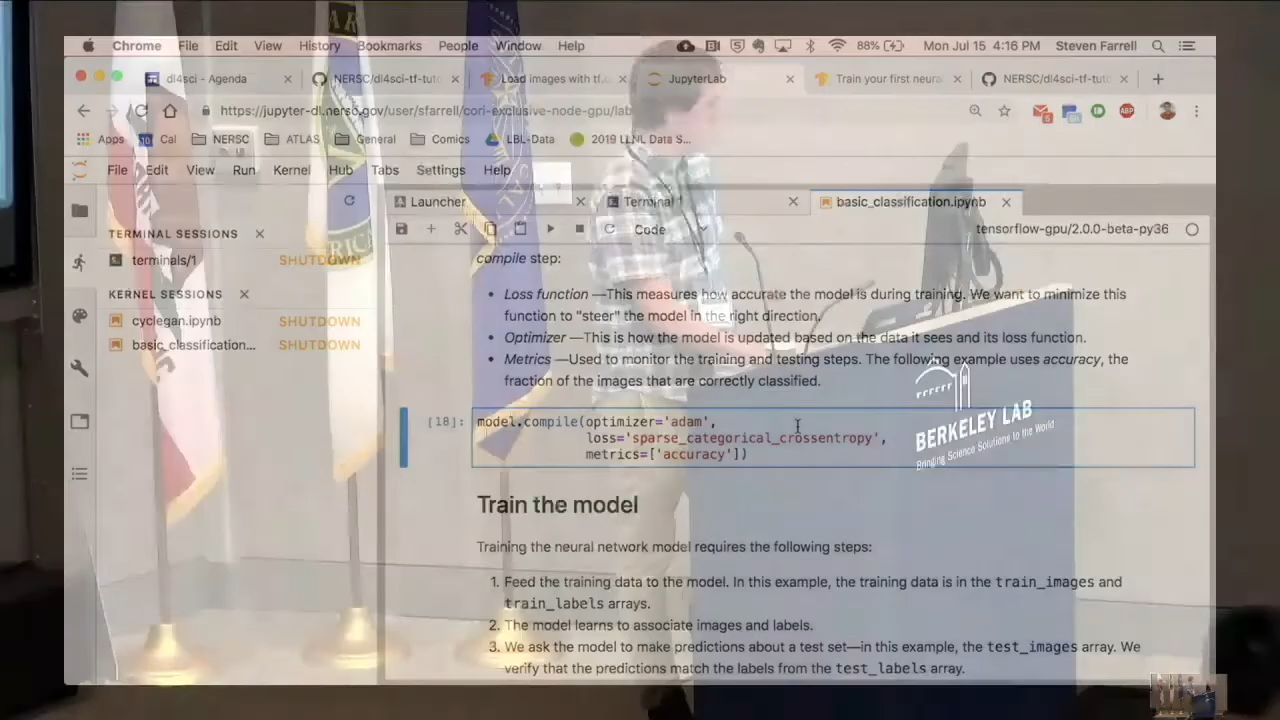 Chrome File Edit View History Bookmarks People Window Help 88% Mon Jul 15 4:16 PM Steven Farrell
dl4sci - Agenda NERSC/dl4sci-tf-tut Load images with tf. JupyterLab Train your first neura NERSC/dl4sci-tf-tut
https://jupyter-dl.nersc.gov/user/sfarrell/cori-exclusive-node-gpu/lab
Apps Cal NERSC ATLAS General Comics LBL-Data 2019 LLNL Data S...
File Edit View Run Kernel Hub Tabs Settings Help
Launcher Terminal 1 basic_classification.ipynb
Code tensorflow-gpu/2.0.0-beta-py36
TERMINAL SESSIONS
terminals/1 SHUTDOWN
KERNEL SESSIONS
cyclegan.ipynb SHUTDOWN
basic_classification... SHUTDOWN
compile step:
• Loss function —This measures how accurate the model is during training. We want to minimize this
function to "steer" the model in the right direction.
• Optimizer —This is how the model is updated based on the data it sees and its loss function.
• Metrics —Used to monitor the training and testing steps. The following example uses accuracy, the
fraction of the images that are correctly classified.
[18]: model.compile(optimizer='adam',
loss='sparse_categorical_crossentropy',
metrics=['accuracy'])
BERKELEY LAB
Bringing Science Solutions to the World
Train the model
Training the neural network model requires the following steps:
1. Feed the training data to the model. In this example, the training data is in the train_images and
train_labels arrays.
2. The model learns to associate images and labels.
3. We ask the model to make predictions about a test set—in this example, the test_images array. We
verify that the predictions match the labels from the test_labels array.